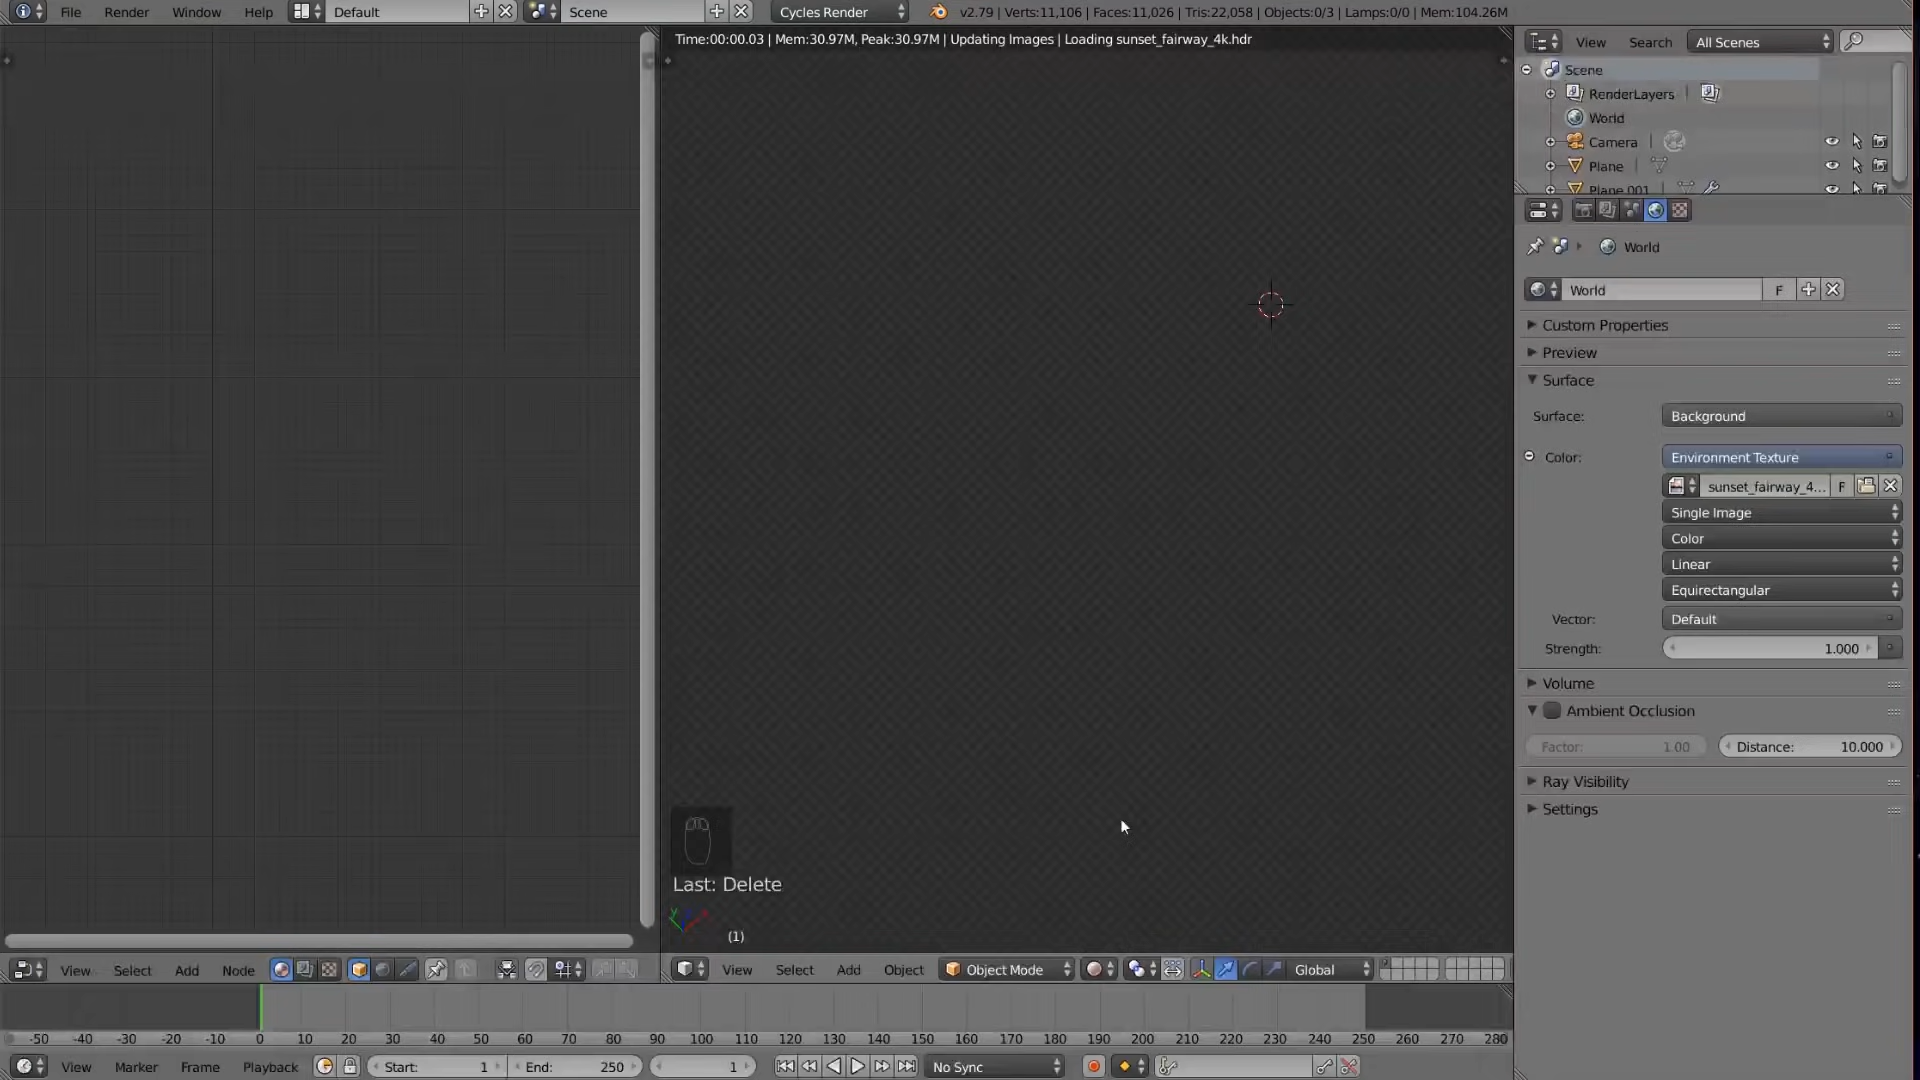 File Render Window Help Default Scene Cycles Render v2.79 | Verts:11,106 | Faces:11,026 | Tris:22,058 | Objects:0/3 | Lamps:0/0 | Mem:104.26M
Time:00:00.03 | Mem:30.97M, Peak:30.97M | Updating Images | Loading sunset_fairway_4k.hdr
View Search All Scenes
Scene
RenderLayers
World
Camera
Plane
Plane.001
World
World F
Custom Properties
Preview
Surface
Surface: Background
Color: Environment Texture
sunset_fairway_4... F
Single Image
Color
Linear
Equirectangular
Vector: Default
Strength: 1.000
Volume
Ambient Occlusion
Factor: 1.00 Distance: 10.000
Ray Visibility
Settings
Last: Delete
(1)
View Select Add Node
View Select Add Object Object Mode Global
-50 -40 -30 -20 -10 0 10 20 30 40 50 60 70 80 90 100 110 120 130 140 150 160 170 180 190 200 210 220 230 240 250 260 270 280
View Marker Frame Playback Start: 1 End: 250 1 No Sync